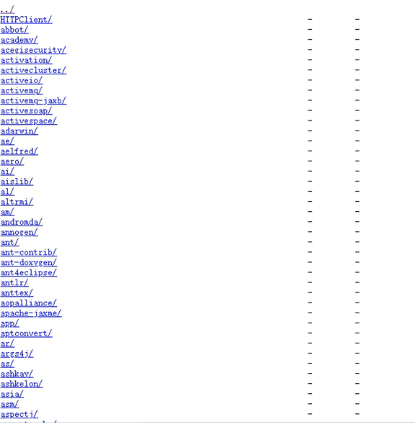 ../
HTTPClient/ - -
abbot/ - -
academy/ - -
acegisecurity/ - -
activation/ - -
activecluster/ - -
activeio/ - -
activemq/ - -
activemq-jaxb/ - -
activesoap/ - -
activespace/ - -
adarwin/ - -
ae/ - -
aelfred/ - -
aero/ - -
ai/ - -
aislib/ - -
al/ - -
altrmi/ - -
am/ - -
andromda/ - -
annogen/ - -
ant/ - -
ant-contrib/ - -
ant-doxygen/ - -
ant4eclipse/ - -
antlr/ - -
anttex/ - -
aopalliance/ - -
apache-jaxme/ - -
app/ - -
aptconvert/ - -
ar/ - -
args4j/ - -
as/ - -
ashkay/ - -
ashkelon/ - -
asia/ - -
asm/ - -
aspectj/ - -